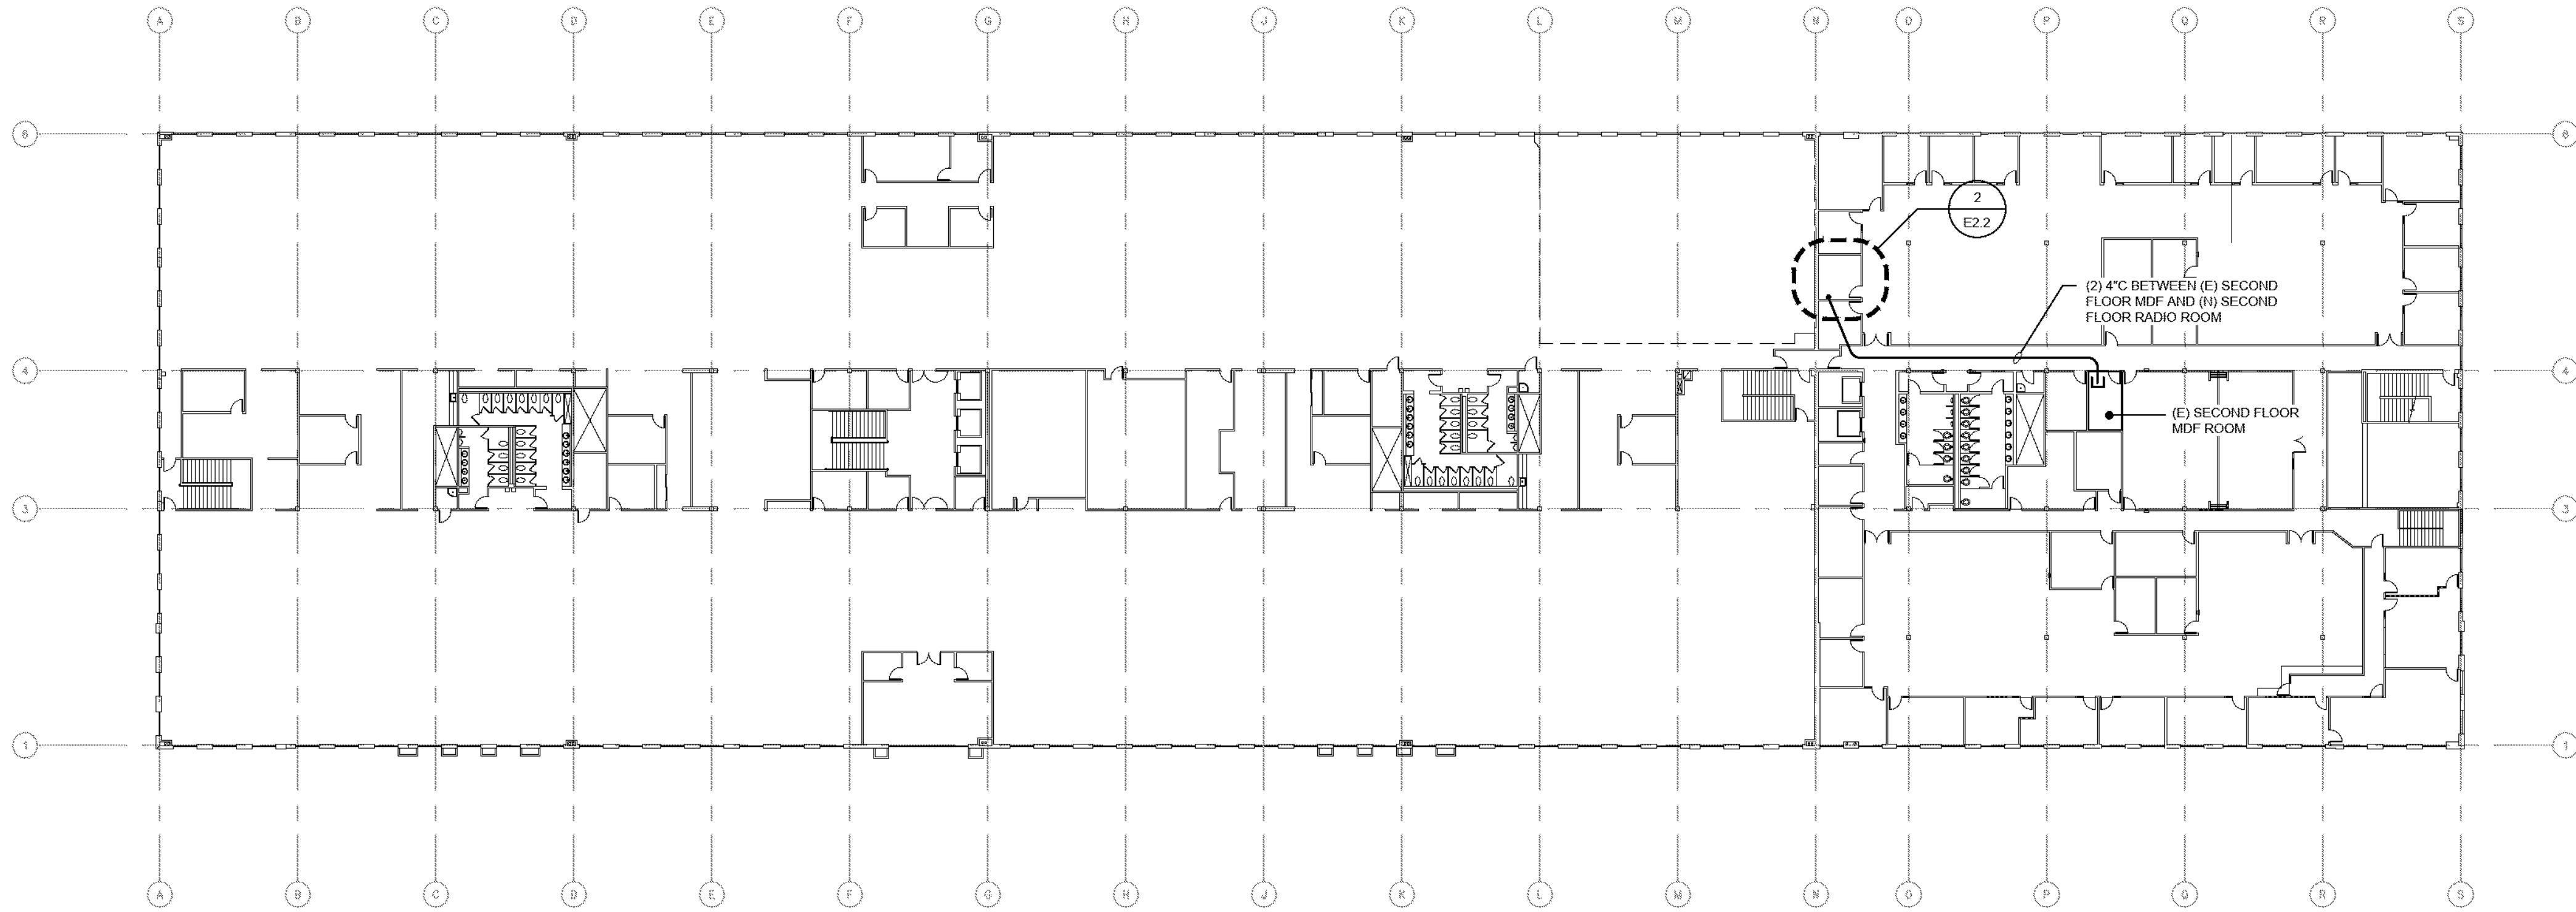 A B C D E F G H J K L M N O P Q R S
6 6
2
E2.2
(2) 4"C BETWEEN (E) SECOND
FLOOR MDF AND (N) SECOND
FLOOR RADIO ROOM
4 4
(E) SECOND FLOOR
MDF ROOM
3 3
1 1
A B C D E F G H J K L M N O P Q R S